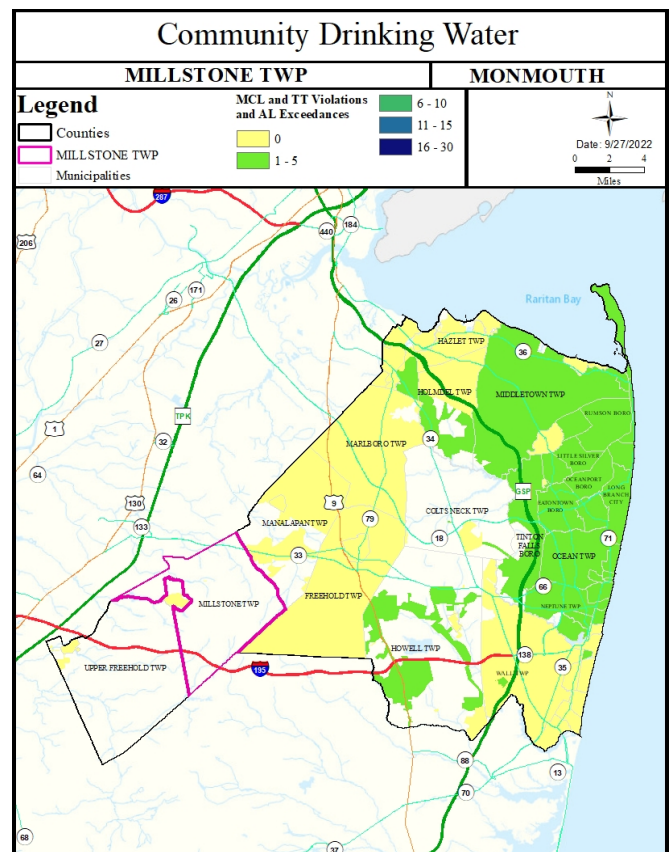 Community Drinking Water
MILLSTONE TWP
MONMOUTH
Legend
Counties
MILLSTONE TWP
Municipalities
MCL and TT Violations
and AL Exceedances
0
1 - 5
6 - 10
11 - 15
16 - 30
N
Date: 9/27/2022
0 2 4
Miles
287
206
440
184
171
26
27
Raritan Bay
HAZLET TWP
36
HOLMDEL TWP
MIDDLETOWN TWP
1
TPK
32
RUMSON BORO
34
MARLBORO TWP
LITTLE SILVER
BORO
64
OCEANPORT
BORO
GSP
LONG
BRANCH
CITY
130
9
EATONTOWN
BORO
133
79
COLTS NECK TWP
MANALAPAN TWP
18
TINTON
FALLS
BORO
71
33
OCEAN TWP
66
FREEHOLD TWP
MILLSTONE TWP
NEPTUNE TWP
HOWELL TWP
138
UPPER FREEHOLD TWP
195
35
WALL TWP
88
13
70
68
37